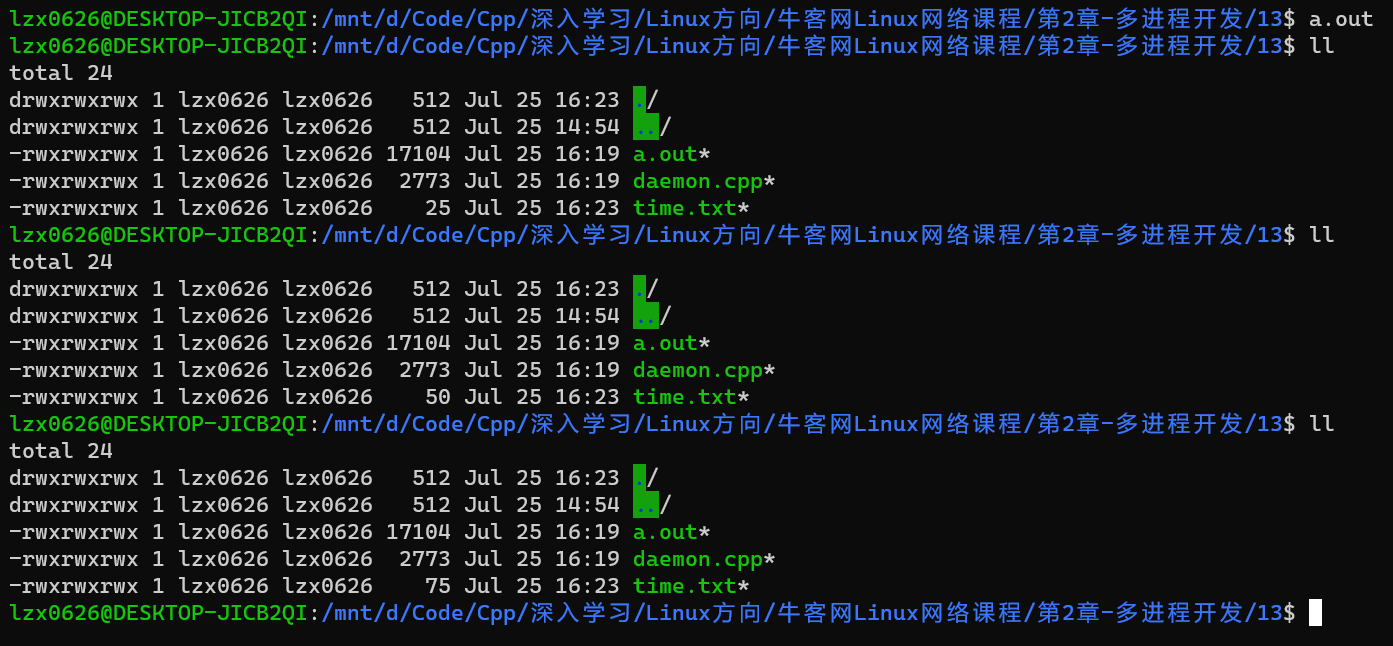 lzx0626@DESKTOP-JICB2QI:/mnt/d/Code/Cpp/深入学习/Linux方向/牛客网Linux网络课程/第2章-多进程开发/13$ a.out
lzx0626@DESKTOP-JICB2QI:/mnt/d/Code/Cpp/深入学习/Linux方向/牛客网Linux网络课程/第2章-多进程开发/13$ ll
total 24
drwxrwxrwx 1 lzx0626 lzx0626   512 Jul 25 16:23 ./
drwxrwxrwx 1 lzx0626 lzx0626   512 Jul 25 14:54 ../
-rwxrwxrwx 1 lzx0626 lzx0626 17104 Jul 25 16:19 a.out*
-rwxrwxrwx 1 lzx0626 lzx0626  2773 Jul 25 16:19 daemon.cpp*
-rwxrwxrwx 1 lzx0626 lzx0626    25 Jul 25 16:23 time.txt*
lzx0626@DESKTOP-JICB2QI:/mnt/d/Code/Cpp/深入学习/Linux方向/牛客网Linux网络课程/第2章-多进程开发/13$ ll
total 24
drwxrwxrwx 1 lzx0626 lzx0626   512 Jul 25 16:23 ./
drwxrwxrwx 1 lzx0626 lzx0626   512 Jul 25 14:54 ../
-rwxrwxrwx 1 lzx0626 lzx0626 17104 Jul 25 16:19 a.out*
-rwxrwxrwx 1 lzx0626 lzx0626  2773 Jul 25 16:19 daemon.cpp*
-rwxrwxrwx 1 lzx0626 lzx0626    50 Jul 25 16:23 time.txt*
lzx0626@DESKTOP-JICB2QI:/mnt/d/Code/Cpp/深入学习/Linux方向/牛客网Linux网络课程/第2章-多进程开发/13$ ll
total 24
drwxrwxrwx 1 lzx0626 lzx0626   512 Jul 25 16:23 ./
drwxrwxrwx 1 lzx0626 lzx0626   512 Jul 25 14:54 ../
-rwxrwxrwx 1 lzx0626 lzx0626 17104 Jul 25 16:19 a.out*
-rwxrwxrwx 1 lzx0626 lzx0626  2773 Jul 25 16:19 daemon.cpp*
-rwxrwxrwx 1 lzx0626 lzx0626    75 Jul 25 16:23 time.txt*
lzx0626@DESKTOP-JICB2QI:/mnt/d/Code/Cpp/深入学习/Linux方向/牛客网Linux网络课程/第2章-多进程开发/13$